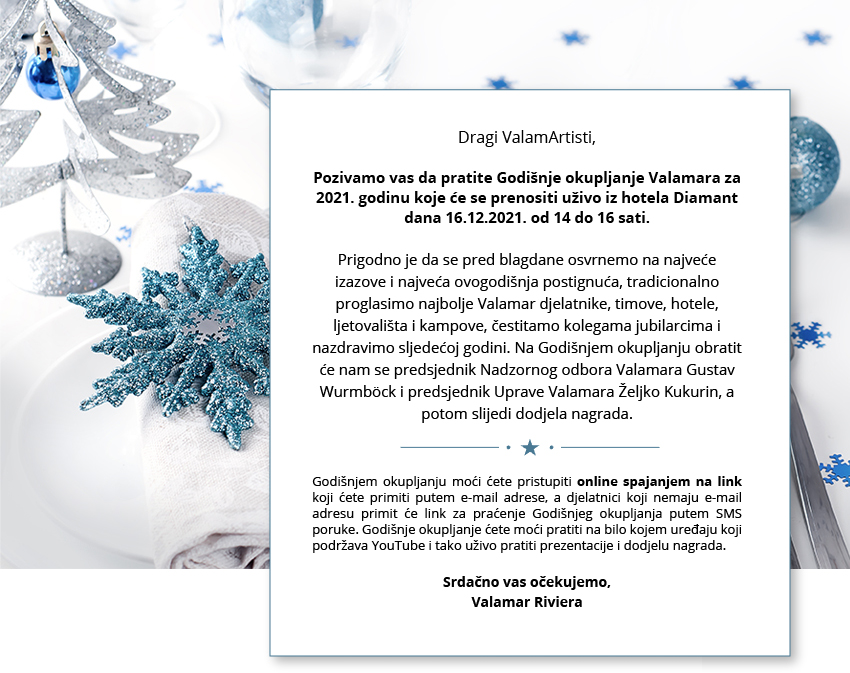 Dragi ValamArtisti,
Pozivamo vas da pratite Godišnje okupljanje Valamara za
2021. godinu koje će se prenositi uživo iz hotela Diamant
dana 16.12.2021. od 14 do 16 sati.
Prigodno je da se pred blagdane osvrnemo na najveće
izazove i najveća ovogodišnja postignuća, tradicionalno
proglasimo najbolje Valamar djelatnike, timove, hotele,
ljetovališta i kampove, čestitamo kolegama jubilarcima i
nazdravimo sljedećoj godini. Na Godišnjem okupljanju obratit
će nam se predsjednik Nadzornog odbora Valamara Gustav
Wurmböck i predsjednik Uprave Valamara Željko Kukurin, a
potom slijedi dodjela nagrada.
Godišnjem okupljanju moći ćete pristupiti online spajanjem na link
koji ćete primiti putem e-mail adrese, a djelatnici koji nemaju e-mail
adresu primit će link za praćenje Godišnjeg okupljanja putem SMS
poruke. Godišnje okupljanje ćete moći pratiti na bilo kojem uređaju koji
podržava YouTube i tako uživo pratiti prezentacije i dodjelu nagrada.
Srdačno vas očekujemo,
Valamar Riviera